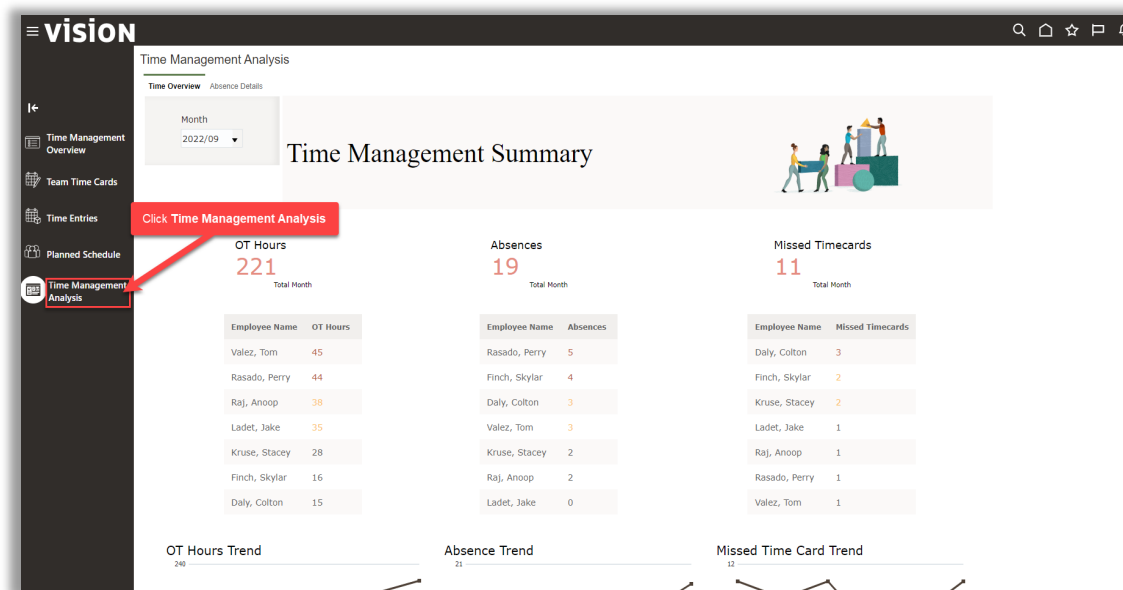 vision
Time Management Analysis
Time Overview Absence Details
Month
2022/09
Time Management Summary
Time Management
Overview
Team Time Cards
Time Entries
Planned Schedule
Time Management
Analysis
Click Time Management Analysis
OT Hours
221
Total Month
Absences
19
Total Month
Missed Timecards
11
Total Month
Employee Name OT Hours
Valez, Tom 45
Rasado, Perry 44
Raj, Anoop 38
Ladet, Jake 35
Kruse, Stacey 28
Finch, Skylar 16
Daly, Colton 15
Employee Name Absences
Rasado, Perry 5
Finch, Skylar 4
Daly, Colton 3
Valez, Tom 3
Kruse, Stacey 2
Raj, Anoop 2
Ladet, Jake 0
Employee Name Missed Timecards
Daly, Colton 3
Finch, Skylar 2
Kruse, Stacey 2
Ladet, Jake 1
Raj, Anoop 1
Rasado, Perry 1
Valez, Tom 1
OT Hours Trend
240
Absence Trend
21
Missed Time Card Trend
12